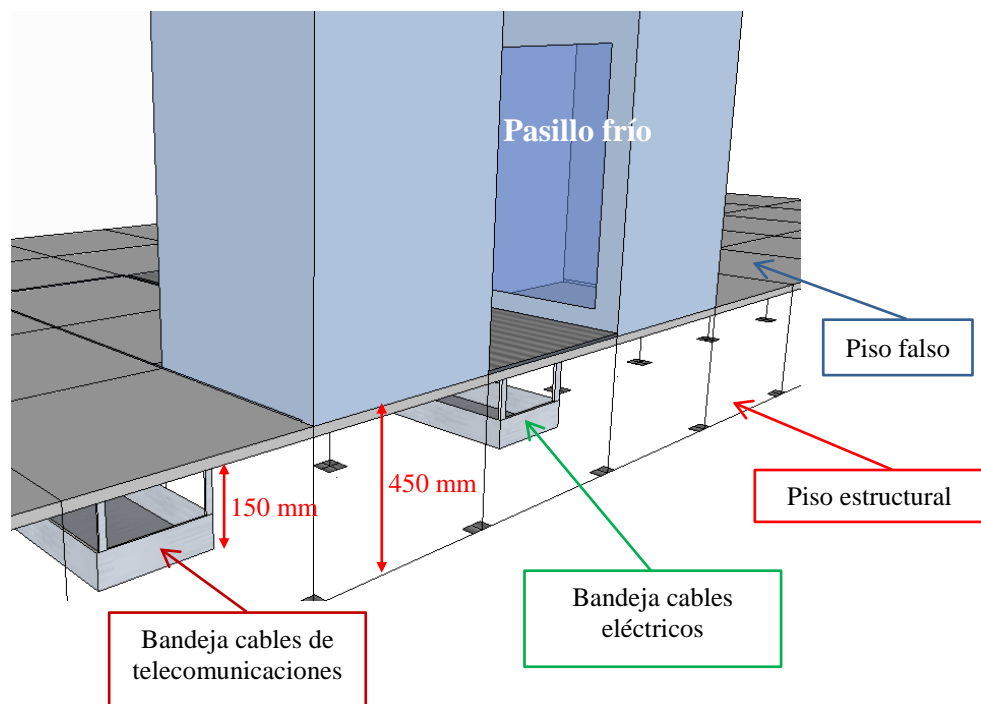 Pasillo frío
Piso falso
450 mm
150 mm
Piso estructural
Bandeja cables
eléctricos
Bandeja cables de
telecomunicaciones